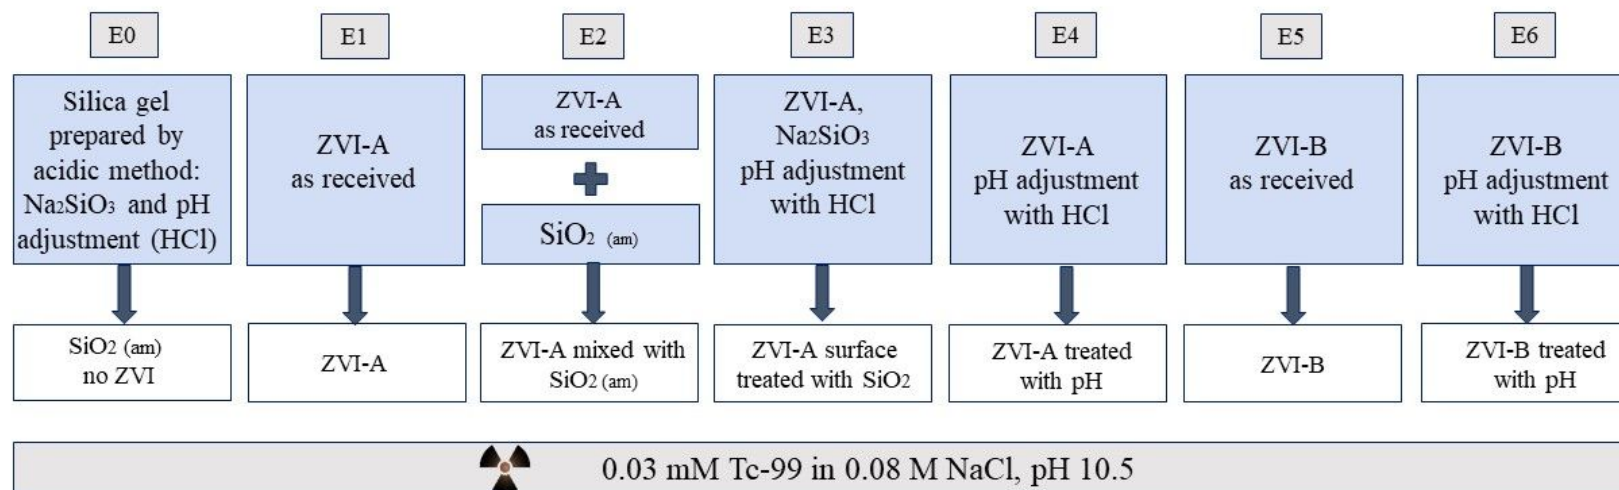 E0
E1
E2
E3
E4
E5
E6
Silica gel
prepared by
acidic method:
Na2SiO3 and pH
adjustment (HCl)
ZVI-A
as received
ZVI-A
as received
SiO2 (am)
ZVI-A,
Na2SiO3
pH adjustment
with HCl
ZVI-A
pH adjustment
with HCl
ZVI-B
as received
ZVI-B
pH adjustment
with HCl
SiO2 (am)
no ZVI
ZVI-A
ZVI-A mixed with
SiO2 (am)
ZVI-A surface
treated with SiO2
ZVI-A treated
with pH
ZVI-B
ZVI-B treated
with pH
0.03 mM Tc-99 in 0.08 M NaCl, pH 10.5